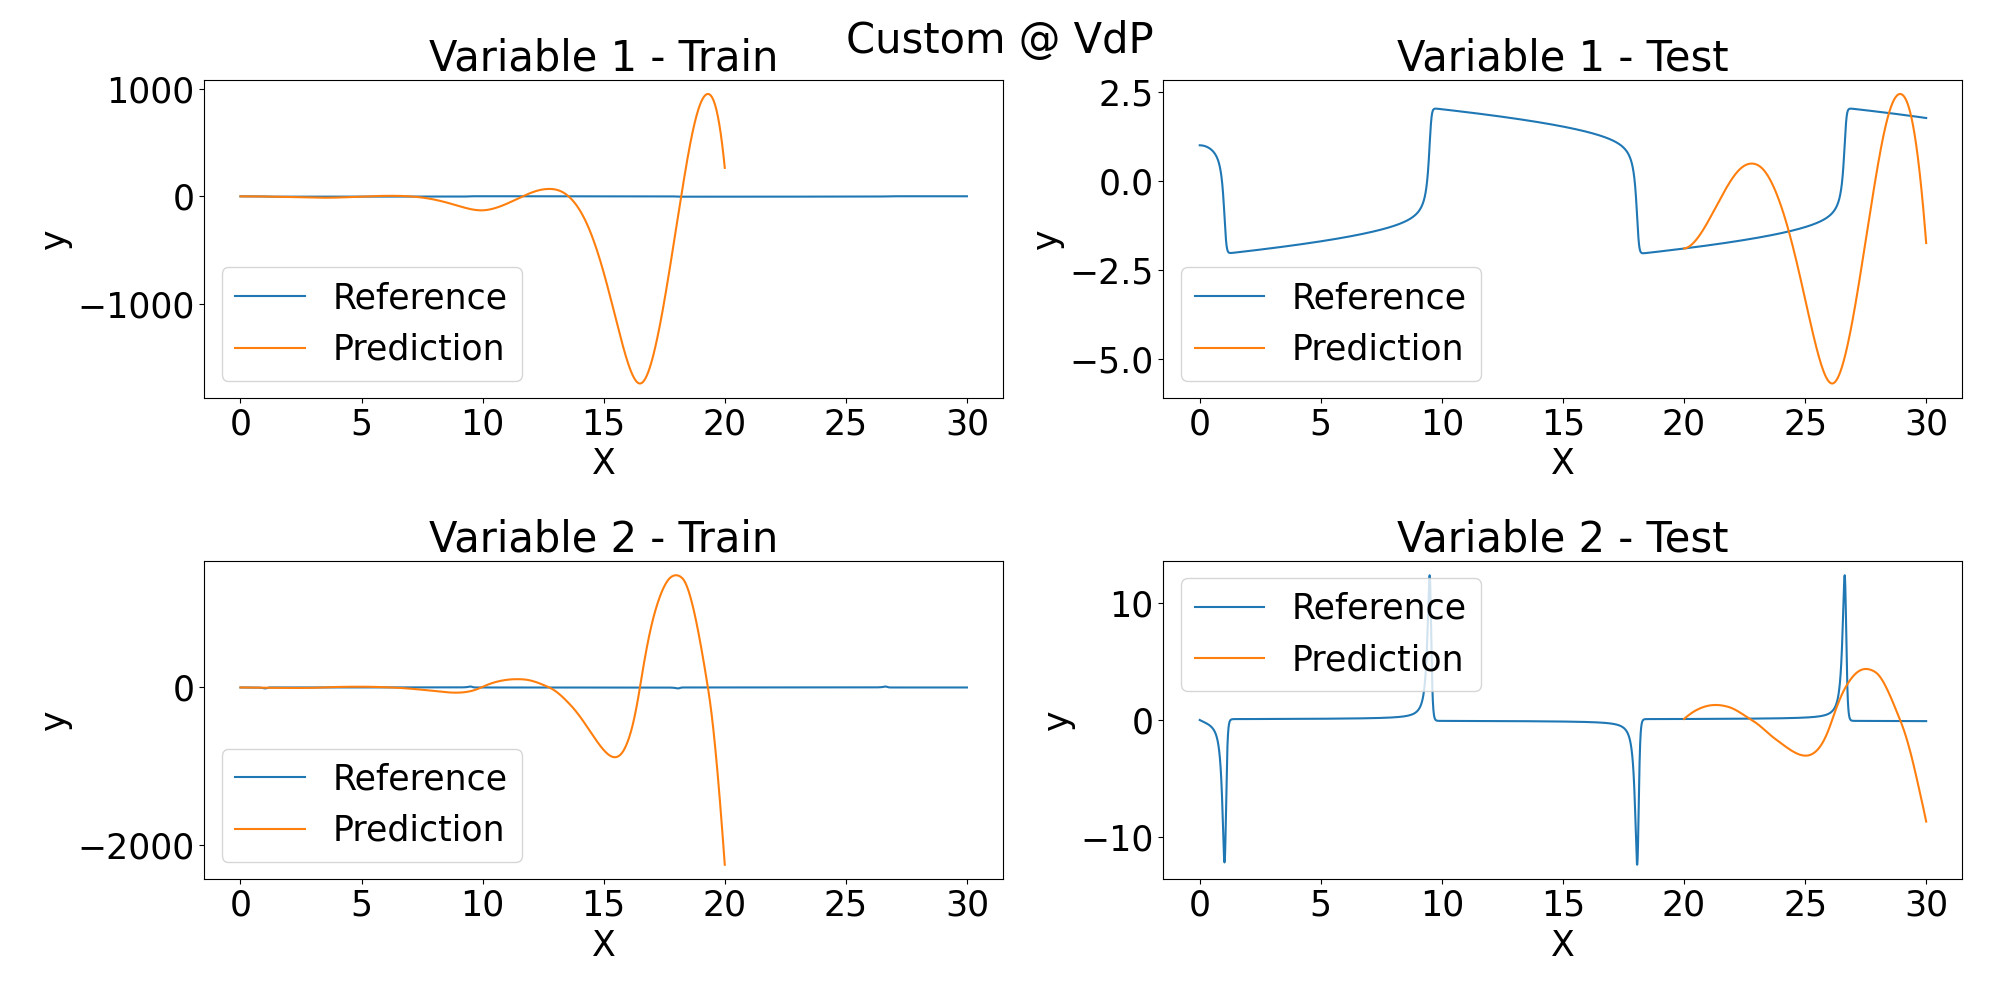 Custom @ VdP
Variable 1 - Train
1000
0
−1000
y
Reference
Prediction
0 5 10 15 20 25 30
X
Variable 1 - Test
2.5
0.0
−2.5
−5.0
y
Reference
Prediction
0 5 10 15 20 25 30
X
Variable 2 - Train
0
−2000
y
Reference
Prediction
0 5 10 15 20 25 30
X
Variable 2 - Test
10
0
−10
y
Reference
Prediction
0 5 10 15 20 25 30
X